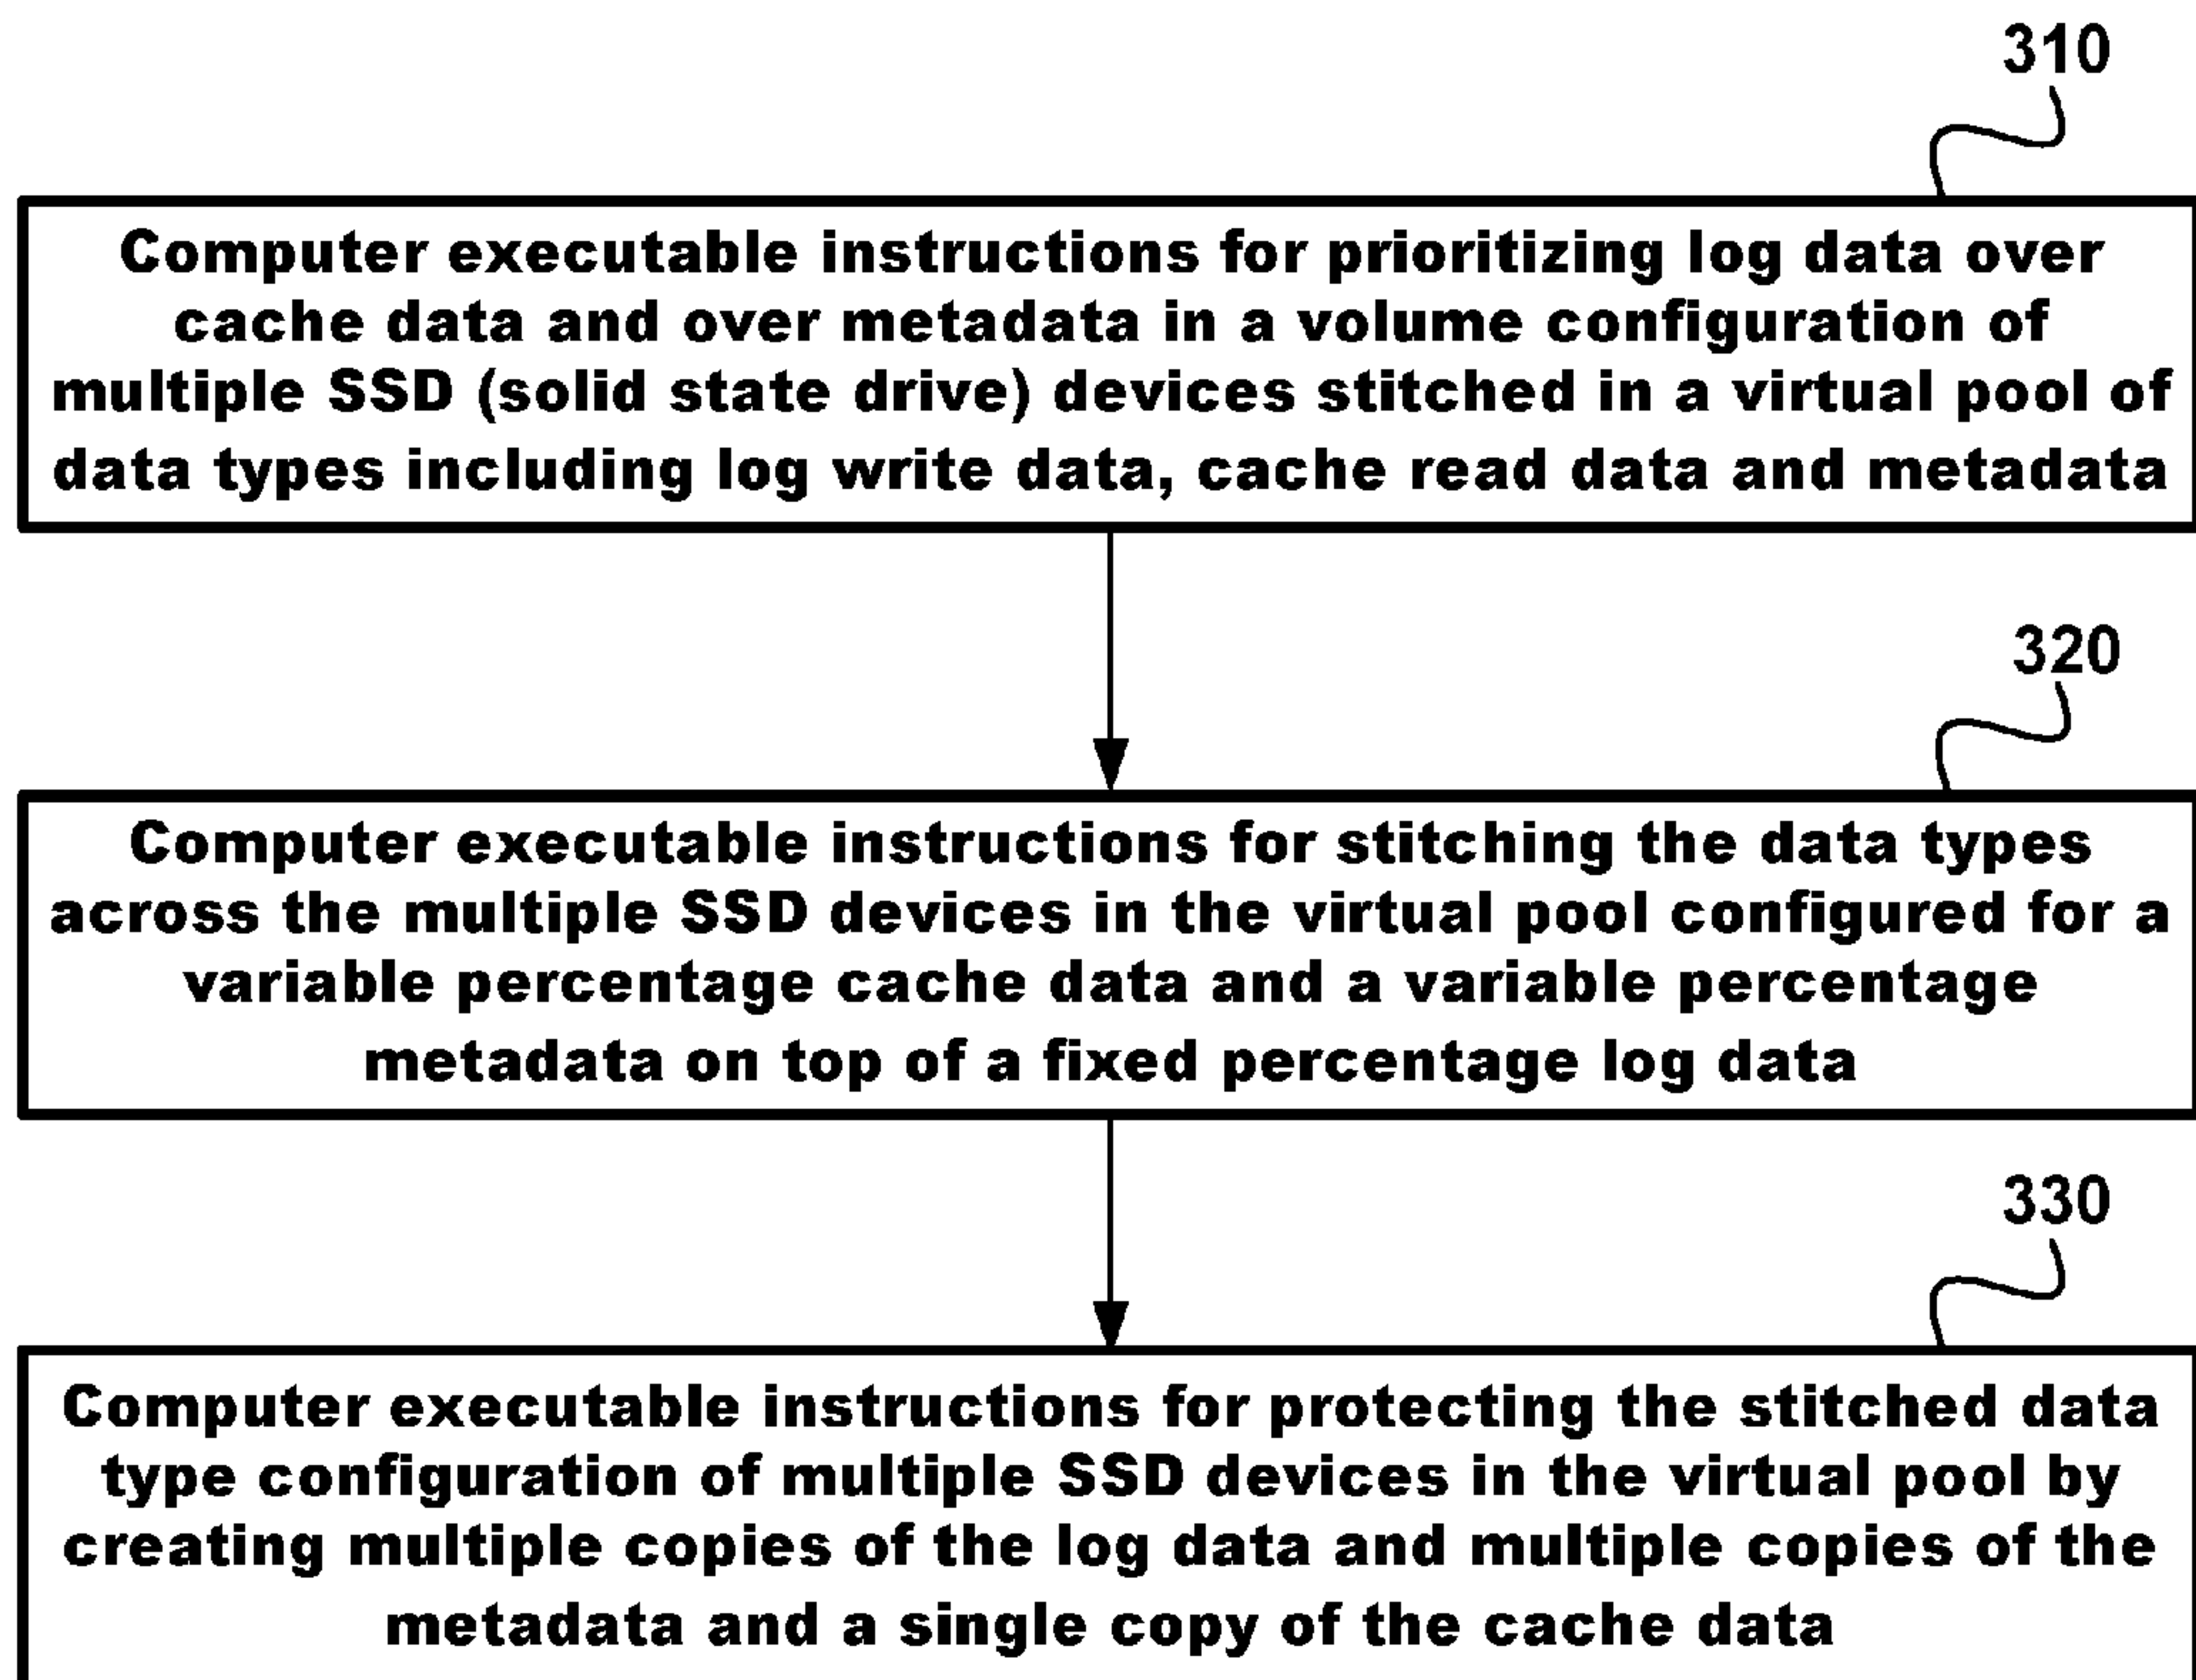 310
Computer executable instructions for prioritizing log data over
cache data and over metadata in a volume configuration of
multiple SSD (solid state drive) devices stitched in a virtual pool of
data types including log write data, cache read data and metadata
320
Computer executable instructions for stitching the data types
across the multiple SSD devices in the virtual pool configured for a
variable percentage cache data and a variable percentage
metadata on top of a fixed percentage log data
330
Computer executable instructions for protecting the stitched data
type configuration of multiple SSD devices in the virtual pool by
creating multiple copies of the log data and multiple copies of the
metadata and a single copy of the cache data